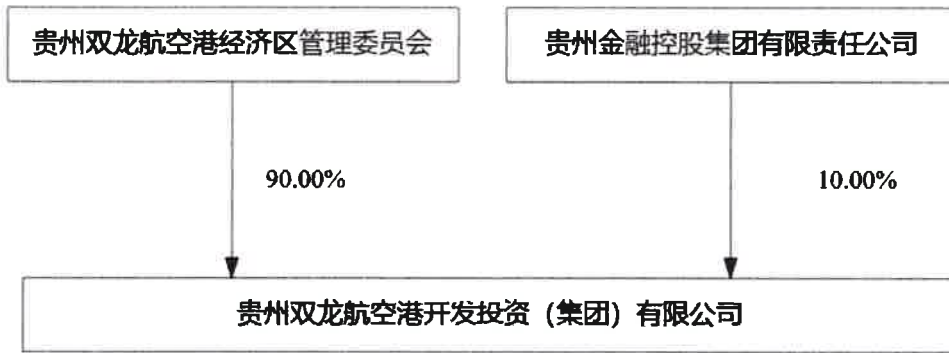 贵州双龙航空港经济区管理委员会
贵州金融控股集团有限责任公司
90.00%
10.00%
贵州双龙航空港开发投资（集团）有限公司